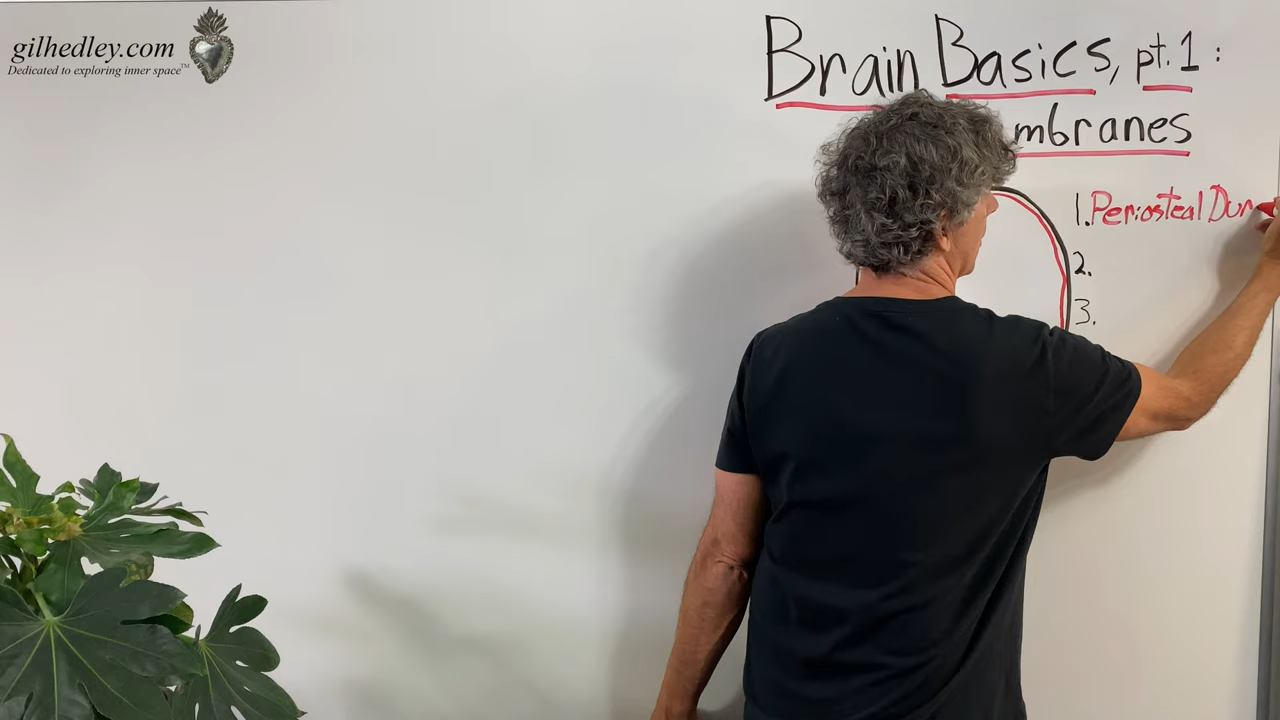 gilhedley.com
Dedicated to exploring inner space™
Brain Basics, pt. 1:
mbranes
1. Periosteal Dur
2.
3.